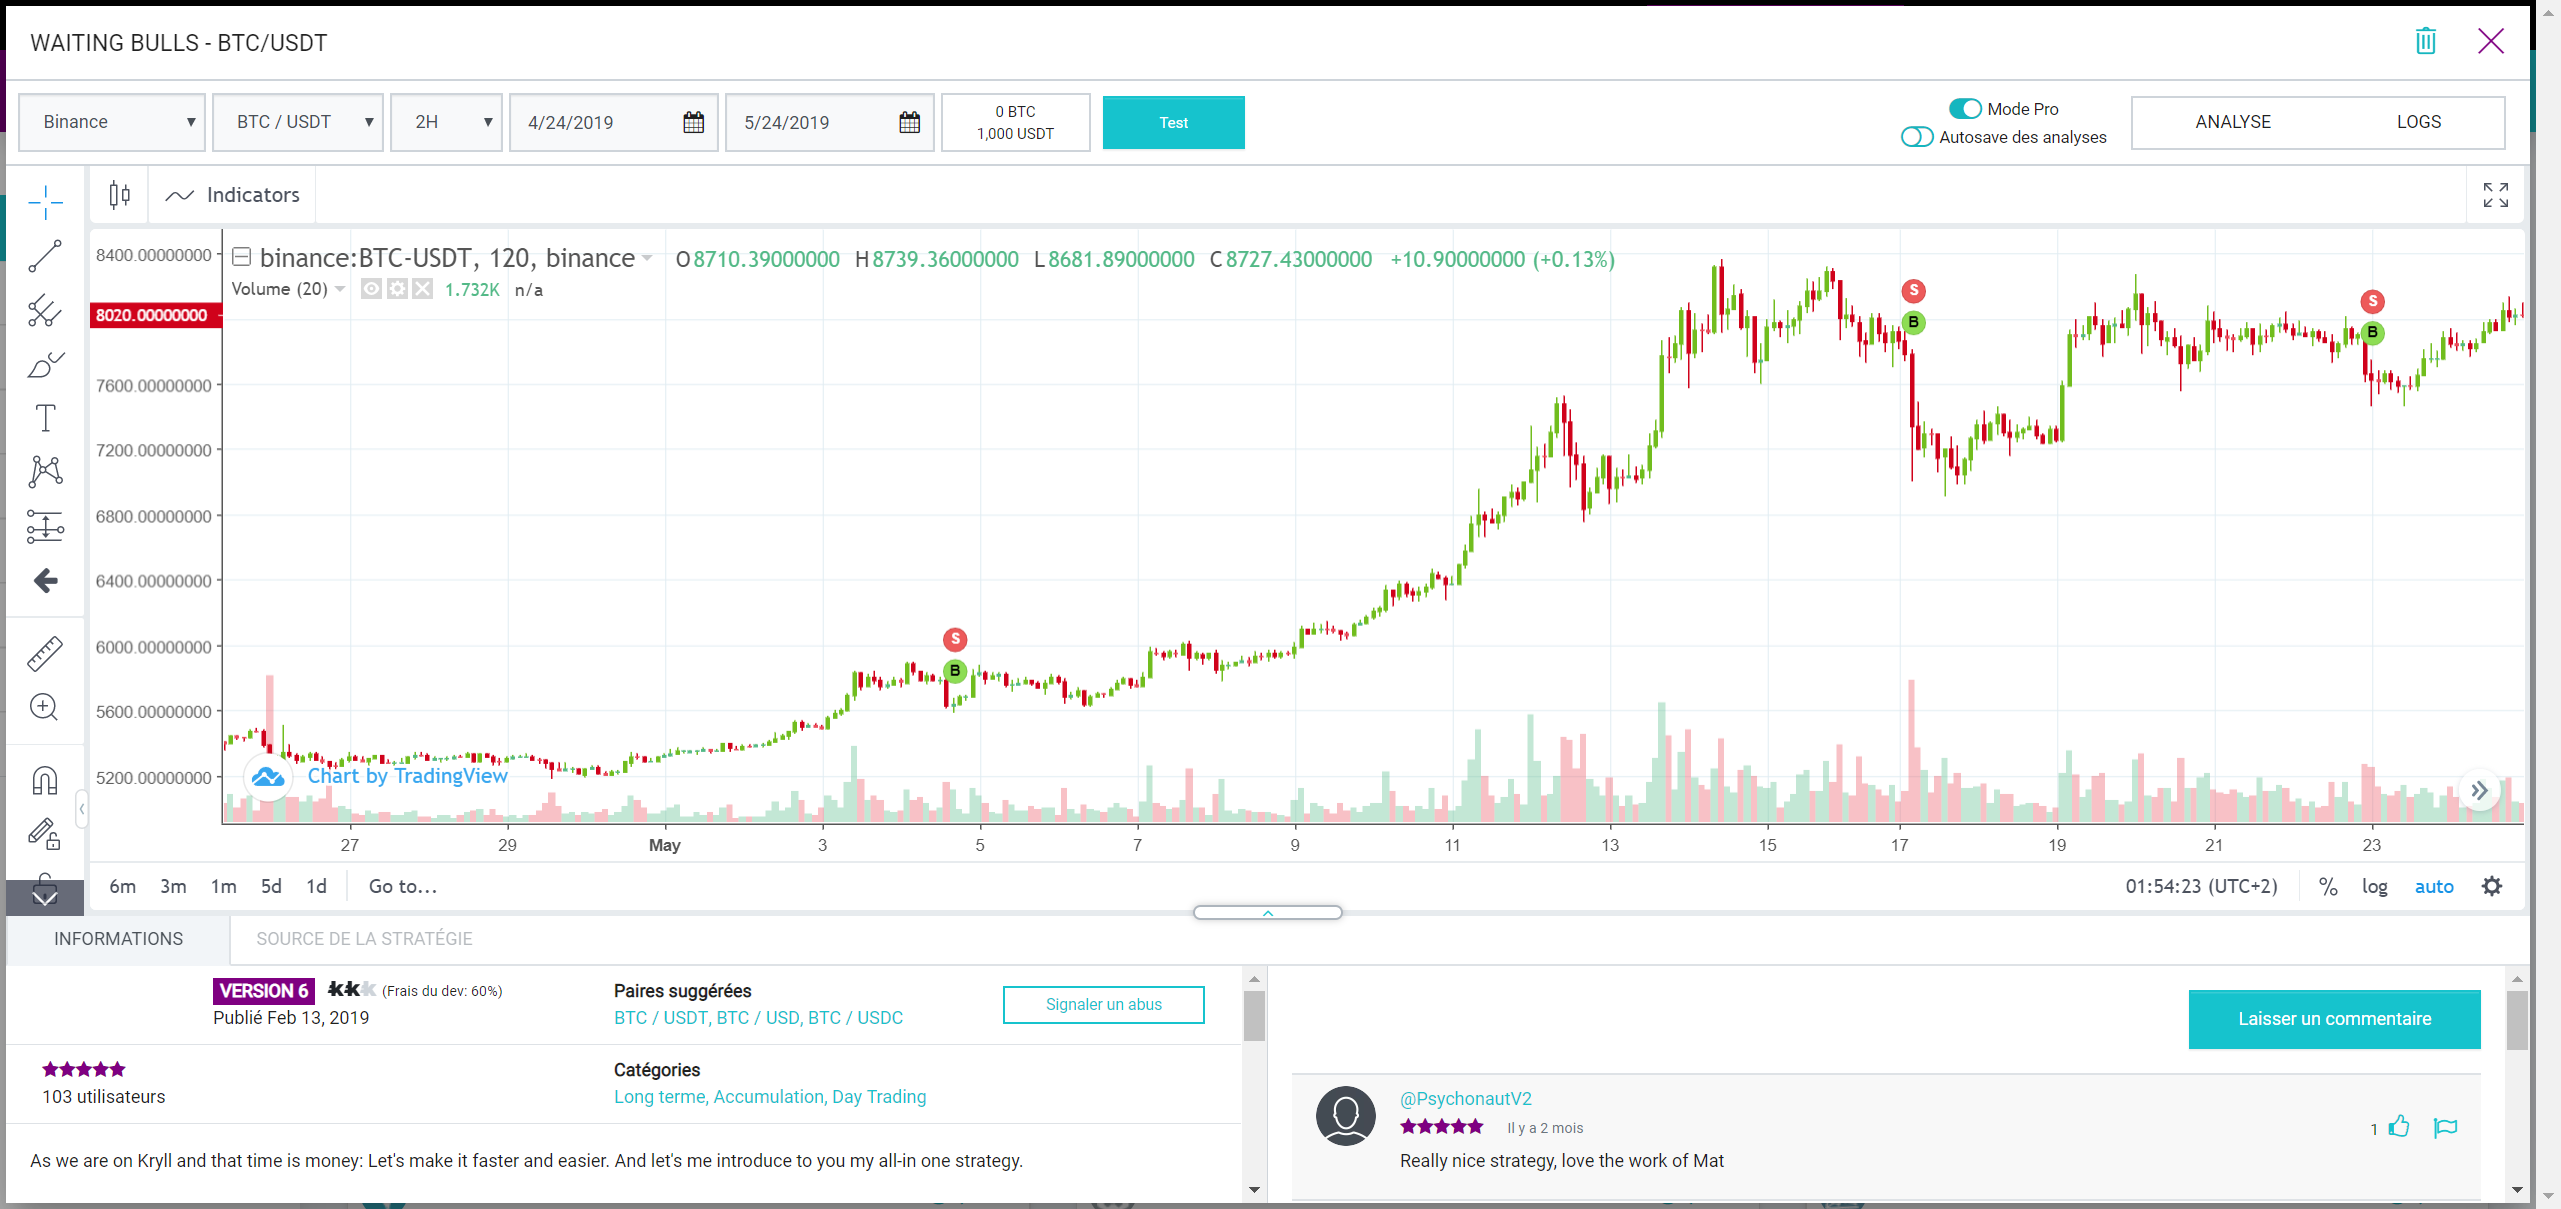 WAITING BULLS - BTC/USDT
Binance
BTC / USDT
2H
4/24/2019
5/24/2019
0 BTC
1,000 USDT
Test
Mode Pro
Autosave des analyses
ANALYSE
LOGS
Indicators
binance:BTC-USDT, 120, binance
O8710.39000000 H8739.36000000 L8681.89000000 C8727.43000000 +10.90000000 (+0.13%)
Volume (20)
1.732K n/a
8400.00000000
8020.00000000
7600.00000000
7200.00000000
6800.00000000
6400.00000000
6000.00000000
5600.00000000
5200.00000000
S
B
S
B
S
B
Chart by TradingView
27 29 May 3 5 7 9 11 13 15 17 19 21 23
6m 3m 1m 5d 1d Go to...
01:54:23 (UTC+2) % log auto
INFORMATIONS
SOURCE DE LA STRATÉGIE
VERSION 6
(Frais du dev: 60%)
Publié Feb 13, 2019
Paires suggérées
BTC / USDT, BTC / USD, BTC / USDC
Signaler un abus
103 utilisateurs
Catégories
Long terme, Accumulation, Day Trading
As we are on Kryll and that time is money: Let's make it faster and easier. And let's me introduce to you my all-in one strategy.
Laisser un commentaire
@PsychonautV2
Il y a 2 mois
1
Really nice strategy, love the work of Mat